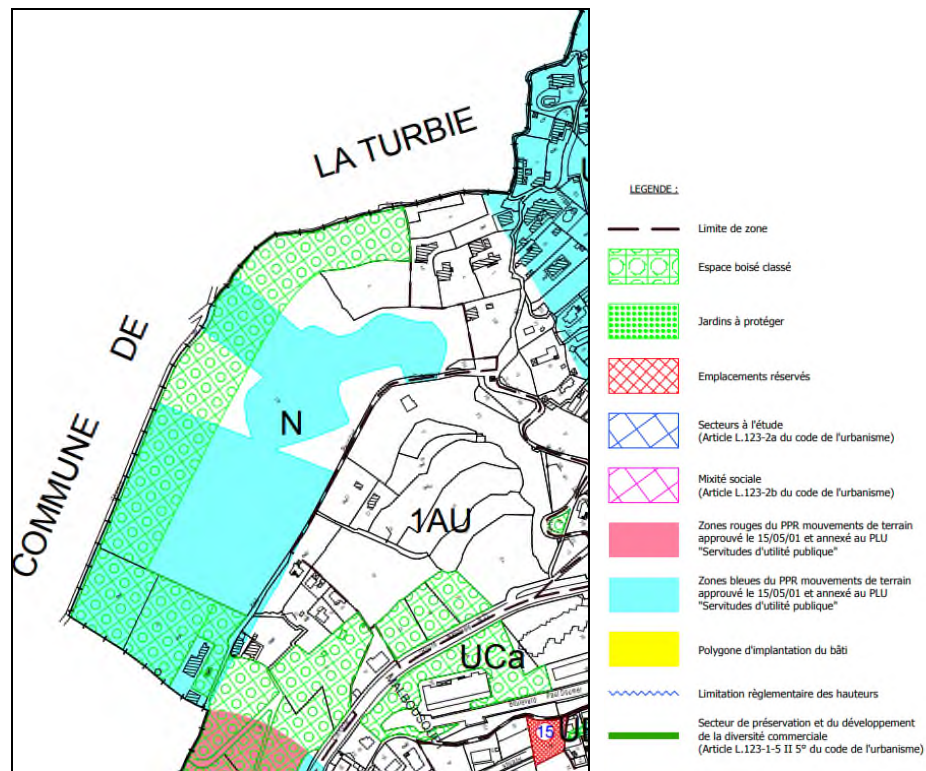 COMMUNE DE LA TURBIE
N
1AU
UCa
MALBOUSQUET
Boulevard Paul Doumer
15
LEGENDE :
Limite de zone
Espace boisé classé
Jardins à protéger
Emplacements réservés
Secteurs à l'étude
(Article L.123-2a du code de l'urbanisme)
Mixité sociale
(Article L.123-2b du code de l'urbanisme)
Zones rouges du PPR mouvements de terrain
approuvé le 15/05/01 et annexé au PLU
"Servitudes d'utilité publique"
Zones bleues du PPR mouvements de terrain
approuvé le 15/05/01 et annexé au PLU
"Servitudes d'utilité publique"
Polygone d'implantation du bâti
Limitation règlementaire des hauteurs
Secteur de préservation et du développement
de la diversité commerciale
(Article L.123-1-5 II 5° du code de l'urbanisme)